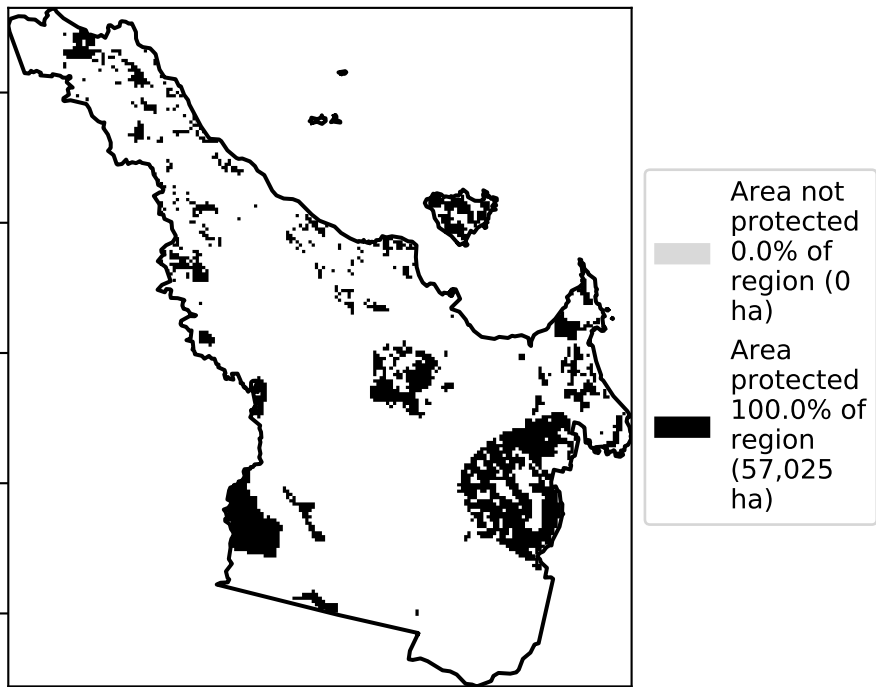 Area not
protected
0.0% of
region (0
ha)
Area
protected
100.0% of
region
(57,025
ha)